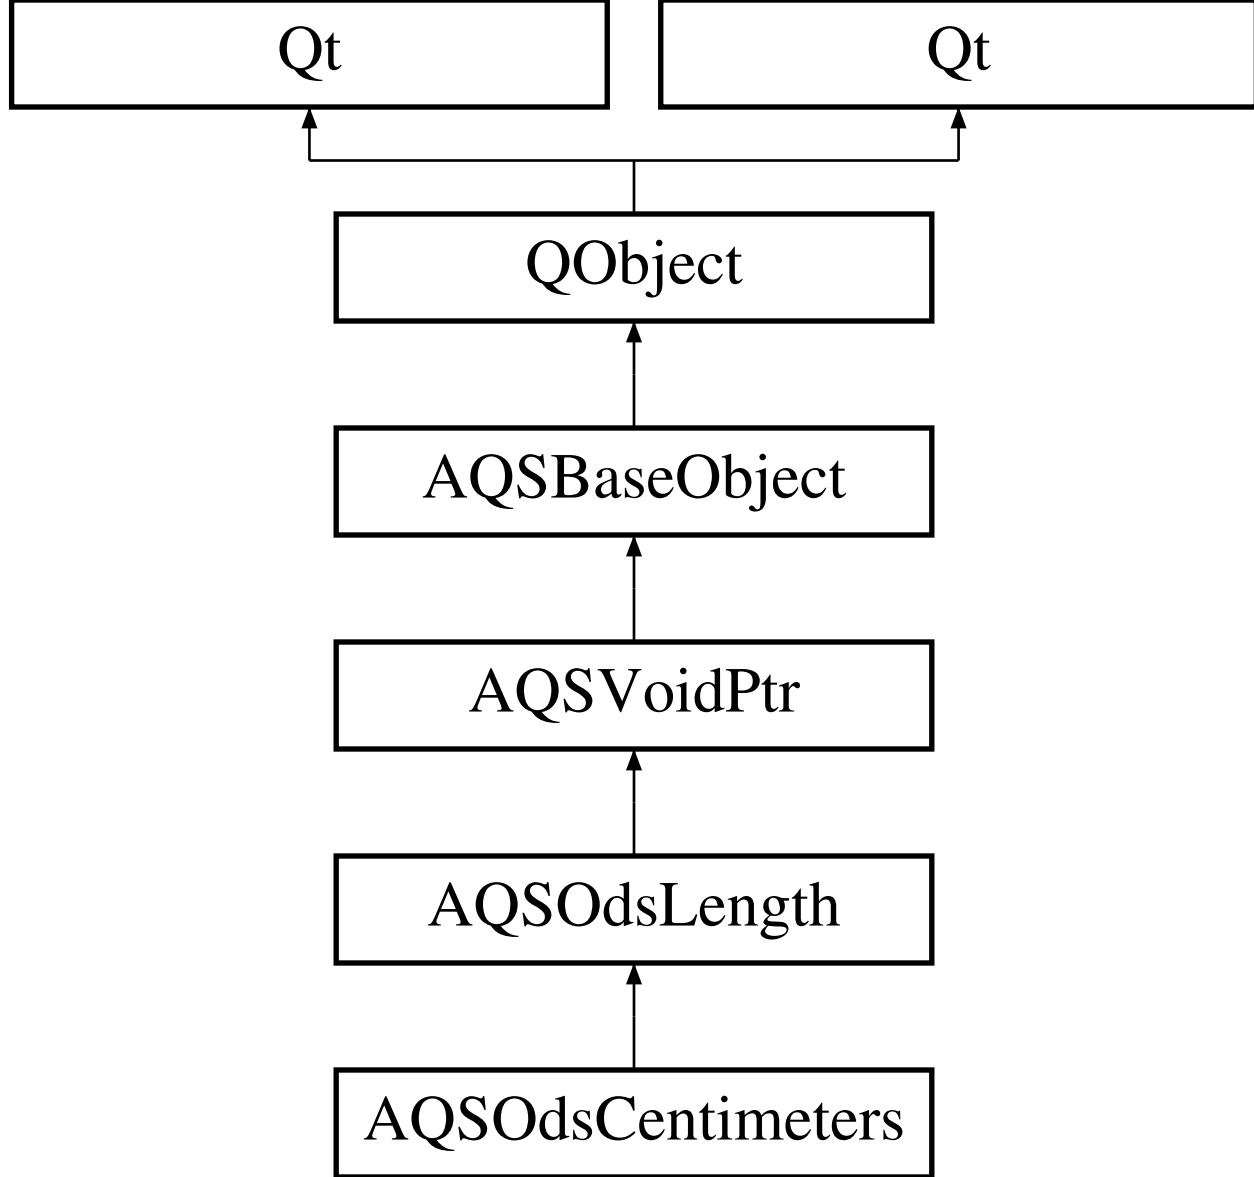 Qt
Qt
QObject
AQSBaseObject
AQSVoidPtr
AQSOdsLength
AQSOdsCentimeters